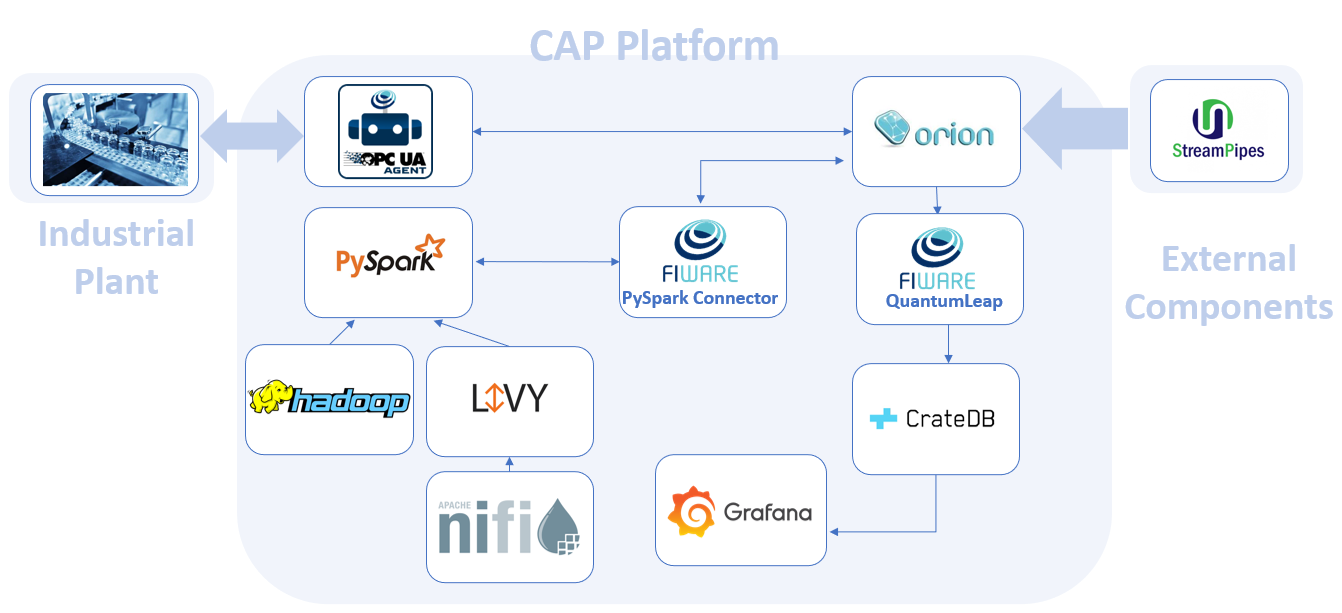 CAP Platform
OPC UA
AGENT
orion
StreamPipes
Industrial
Plant
PySpark
FIWARE
PySpark Connector
FIWARE
QuantumLeap
External
Components
hadoop
LIVY
CrateDB
Grafana
APACHE
nifi